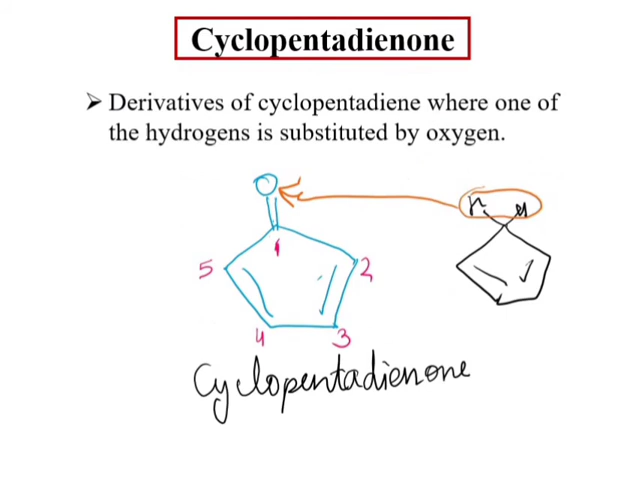 Cyclopentadienone
➤ Derivatives of cyclopentadiene where one of
the hydrogens is substituted by oxygen.
O
H H
1
5
2
4
3
Cyclopentadienone